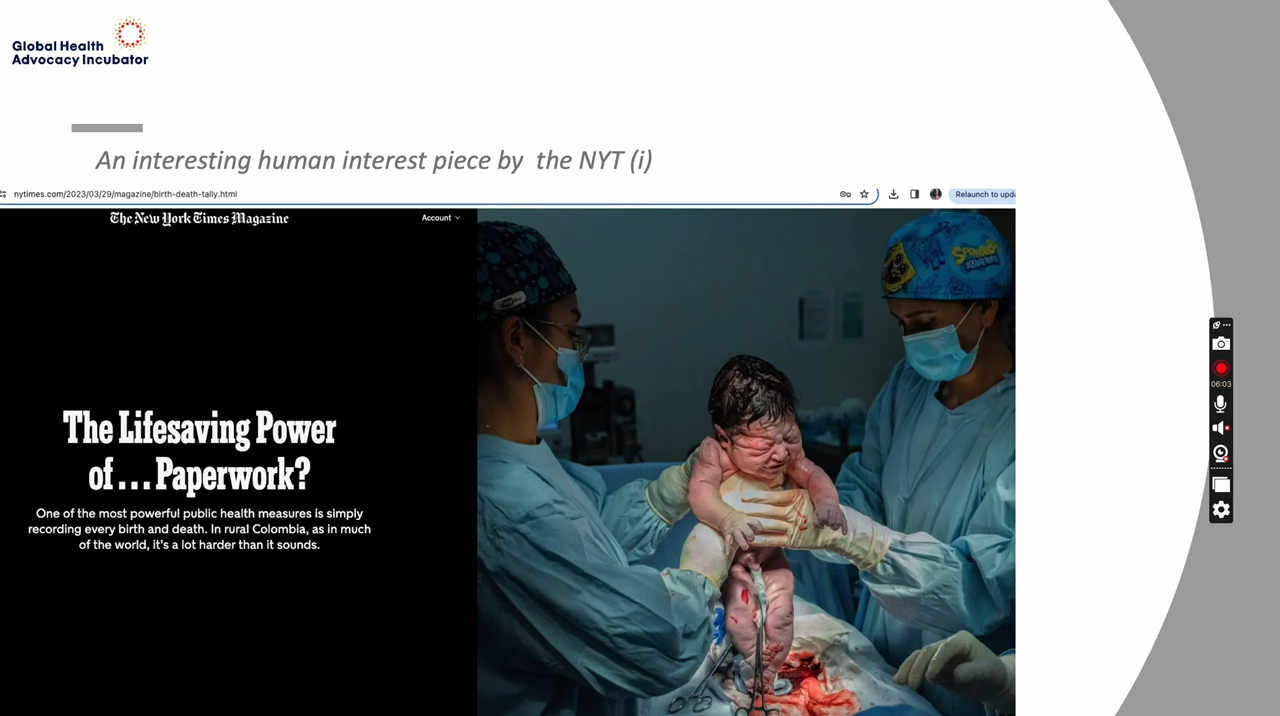 Global Health
Advocacy Incubator
An interesting human interest piece by the NYT (i)
nytimes.com/2023/03/29/magazine/birth-death-tally.html
Relaunch to
The New York Times Magazine
Account
SpongeBob
The Lifesaving Power
of...Paperwork?
One of the most powerful public health measures is simply
recording every birth and death. In rural Colombia, as in much
of the world, it's a lot harder than it sounds.
06:03